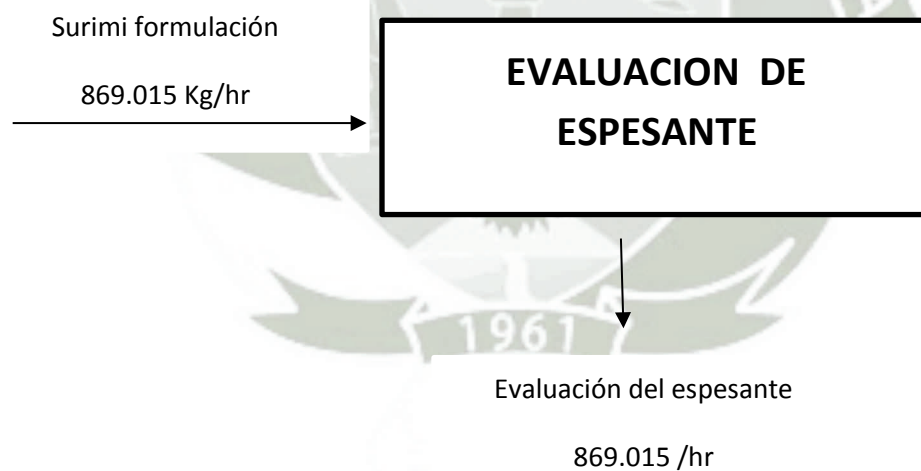 Surimi formulación
869.015 Kg/hr
EVALUACION DE
ESPESANTE
1961
Evaluación del espesante
869.015 /hr